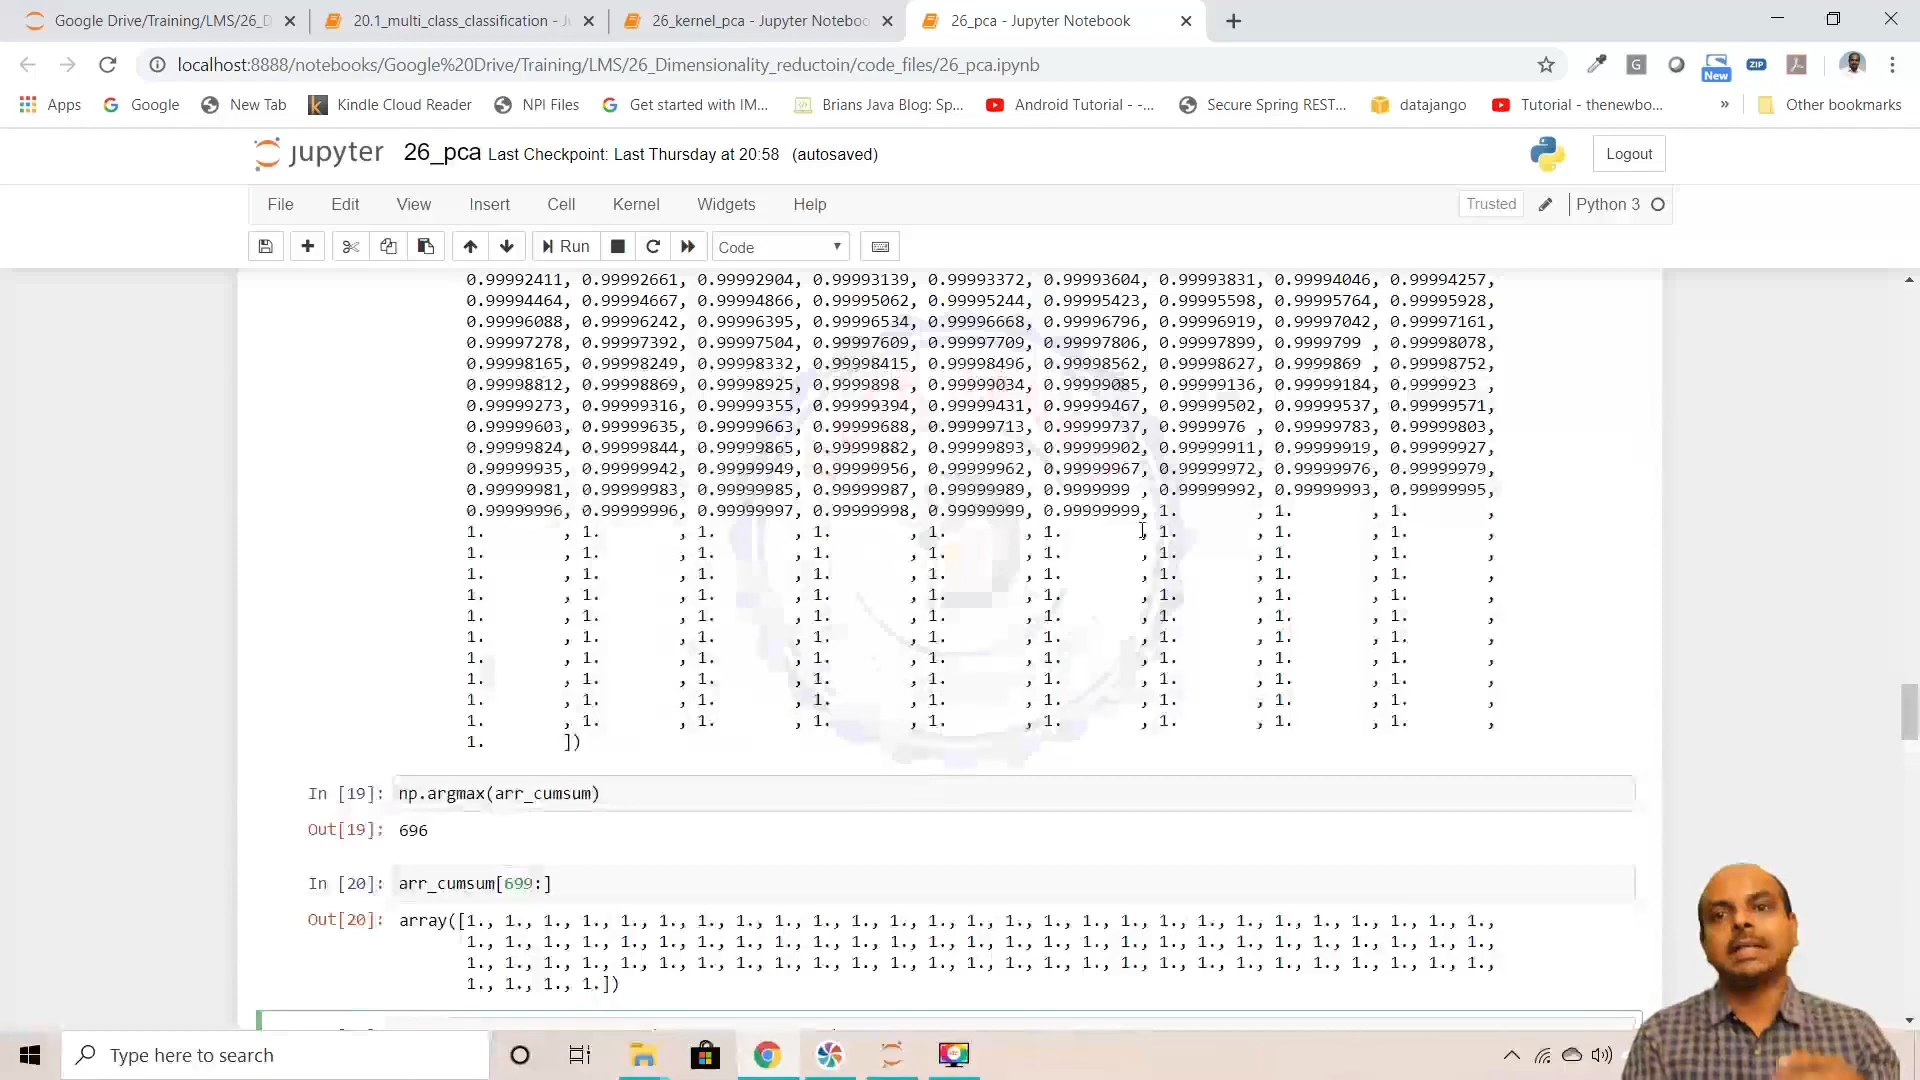 Google Drive/Training/LMS/26_D
20.1_multi_class_classification - Ju
26_kernel_pca - Jupyter Notebook
26_pca - Jupyter Notebook
localhost:8888/notebooks/Google%20Drive/Training/LMS/26_Dimensionality_reductoin/code_files/26_pca.ipynb
New
ZIP
Apps
Google
New Tab
Kindle Cloud Reader
NPI Files
Get started with IM...
Brians Java Blog: Sp...
Android Tutorial - -...
Secure Spring REST...
datajango
Tutorial - thenewbo...
»
Other bookmarks
jupyter 26_pca Last Checkpoint: Last Thursday at 20:58 (autosaved)
Logout
File Edit View Insert Cell Kernel Widgets Help
Trusted
Python 3
Run
Code
0.99992411, 0.99992661, 0.99992904, 0.99993139, 0.99993372, 0.99993604, 0.99993831, 0.99994046, 0.99994257,
0.99994464, 0.99994667, 0.99994866, 0.99995062, 0.99995244, 0.99995423, 0.99995598, 0.99995764, 0.99995928,
0.99996088, 0.99996242, 0.99996395, 0.99996534, 0.99996668, 0.99996796, 0.99996919, 0.99997042, 0.99997161,
0.99997278, 0.99997392, 0.99997504, 0.99997609, 0.99997709, 0.99997806, 0.99997899, 0.9999799 , 0.99998078,
0.99998165, 0.99998249, 0.99998332, 0.99998415, 0.99998496, 0.99998562, 0.99998627, 0.9999869 , 0.99998752,
0.99998812, 0.99998869, 0.99998925, 0.9999898 , 0.99999034, 0.99999085, 0.99999136, 0.99999184, 0.9999923 ,
0.99999273, 0.99999316, 0.99999355, 0.99999394, 0.99999431, 0.99999467, 0.99999502, 0.99999537, 0.99999571,
0.99999603, 0.99999635, 0.99999663, 0.99999688, 0.99999713, 0.99999737, 0.9999976 , 0.99999783, 0.99999803,
0.99999824, 0.99999844, 0.99999865, 0.99999882, 0.99999893, 0.99999902, 0.99999911, 0.99999919, 0.99999927,
0.99999935, 0.99999942, 0.99999949, 0.99999956, 0.99999962, 0.99999967, 0.99999972, 0.99999976, 0.99999979,
0.99999981, 0.99999983, 0.99999985, 0.99999987, 0.99999989, 0.9999999 , 0.99999992, 0.99999993, 0.99999995,
0.99999996, 0.99999996, 0.99999997, 0.99999998, 0.99999999, 0.99999999, 1. , 1. , 1. ,
1. , 1. , 1. , 1. , 1. , 1. , 1. , 1. , 1. ,
1. , 1. , 1. , 1. , 1. , 1. , 1. , 1. , 1. ,
1. , 1. , 1. , 1. , 1. , 1. , 1. , 1. , 1. ,
1. , 1. , 1. , 1. , 1. , 1. , 1. , 1. , 1. ,
1. , 1. , 1. , 1. , 1. , 1. , 1. , 1. , 1. ,
1. , 1. , 1. , 1. , 1. , 1. , 1. , 1. , 1. ,
1. , 1. , 1. , 1. , 1. , 1. , 1. , 1. , 1. ,
1. , 1. , 1. , 1. , 1. , 1. , 1. , 1. , 1. ,
1. , 1. , 1. , 1. , 1. , 1. , 1. , 1. , 1. ,
1. , 1. , 1. , 1. , 1. , 1. , 1. , 1. , 1. ,
1. ])
In [19]: np.argmax(arr_cumsum)
Out[19]: 696
In [20]: arr_cumsum[699:]
Out[20]: array([1., 1., 1., 1., 1., 1., 1., 1., 1., 1., 1., 1., 1., 1., 1., 1., 1., 1., 1., 1., 1., 1., 1., 1., 1., 1., 1.,
1., 1., 1., 1., 1., 1., 1., 1., 1., 1., 1., 1., 1., 1., 1., 1., 1., 1., 1., 1., 1., 1., 1., 1., 1., 1., 1.,
1., 1., 1., 1., 1., 1., 1., 1., 1., 1., 1., 1., 1., 1., 1., 1., 1., 1., 1., 1., 1., 1., 1., 1., 1., 1., 1.,
1., 1., 1., 1.])
Type here to search